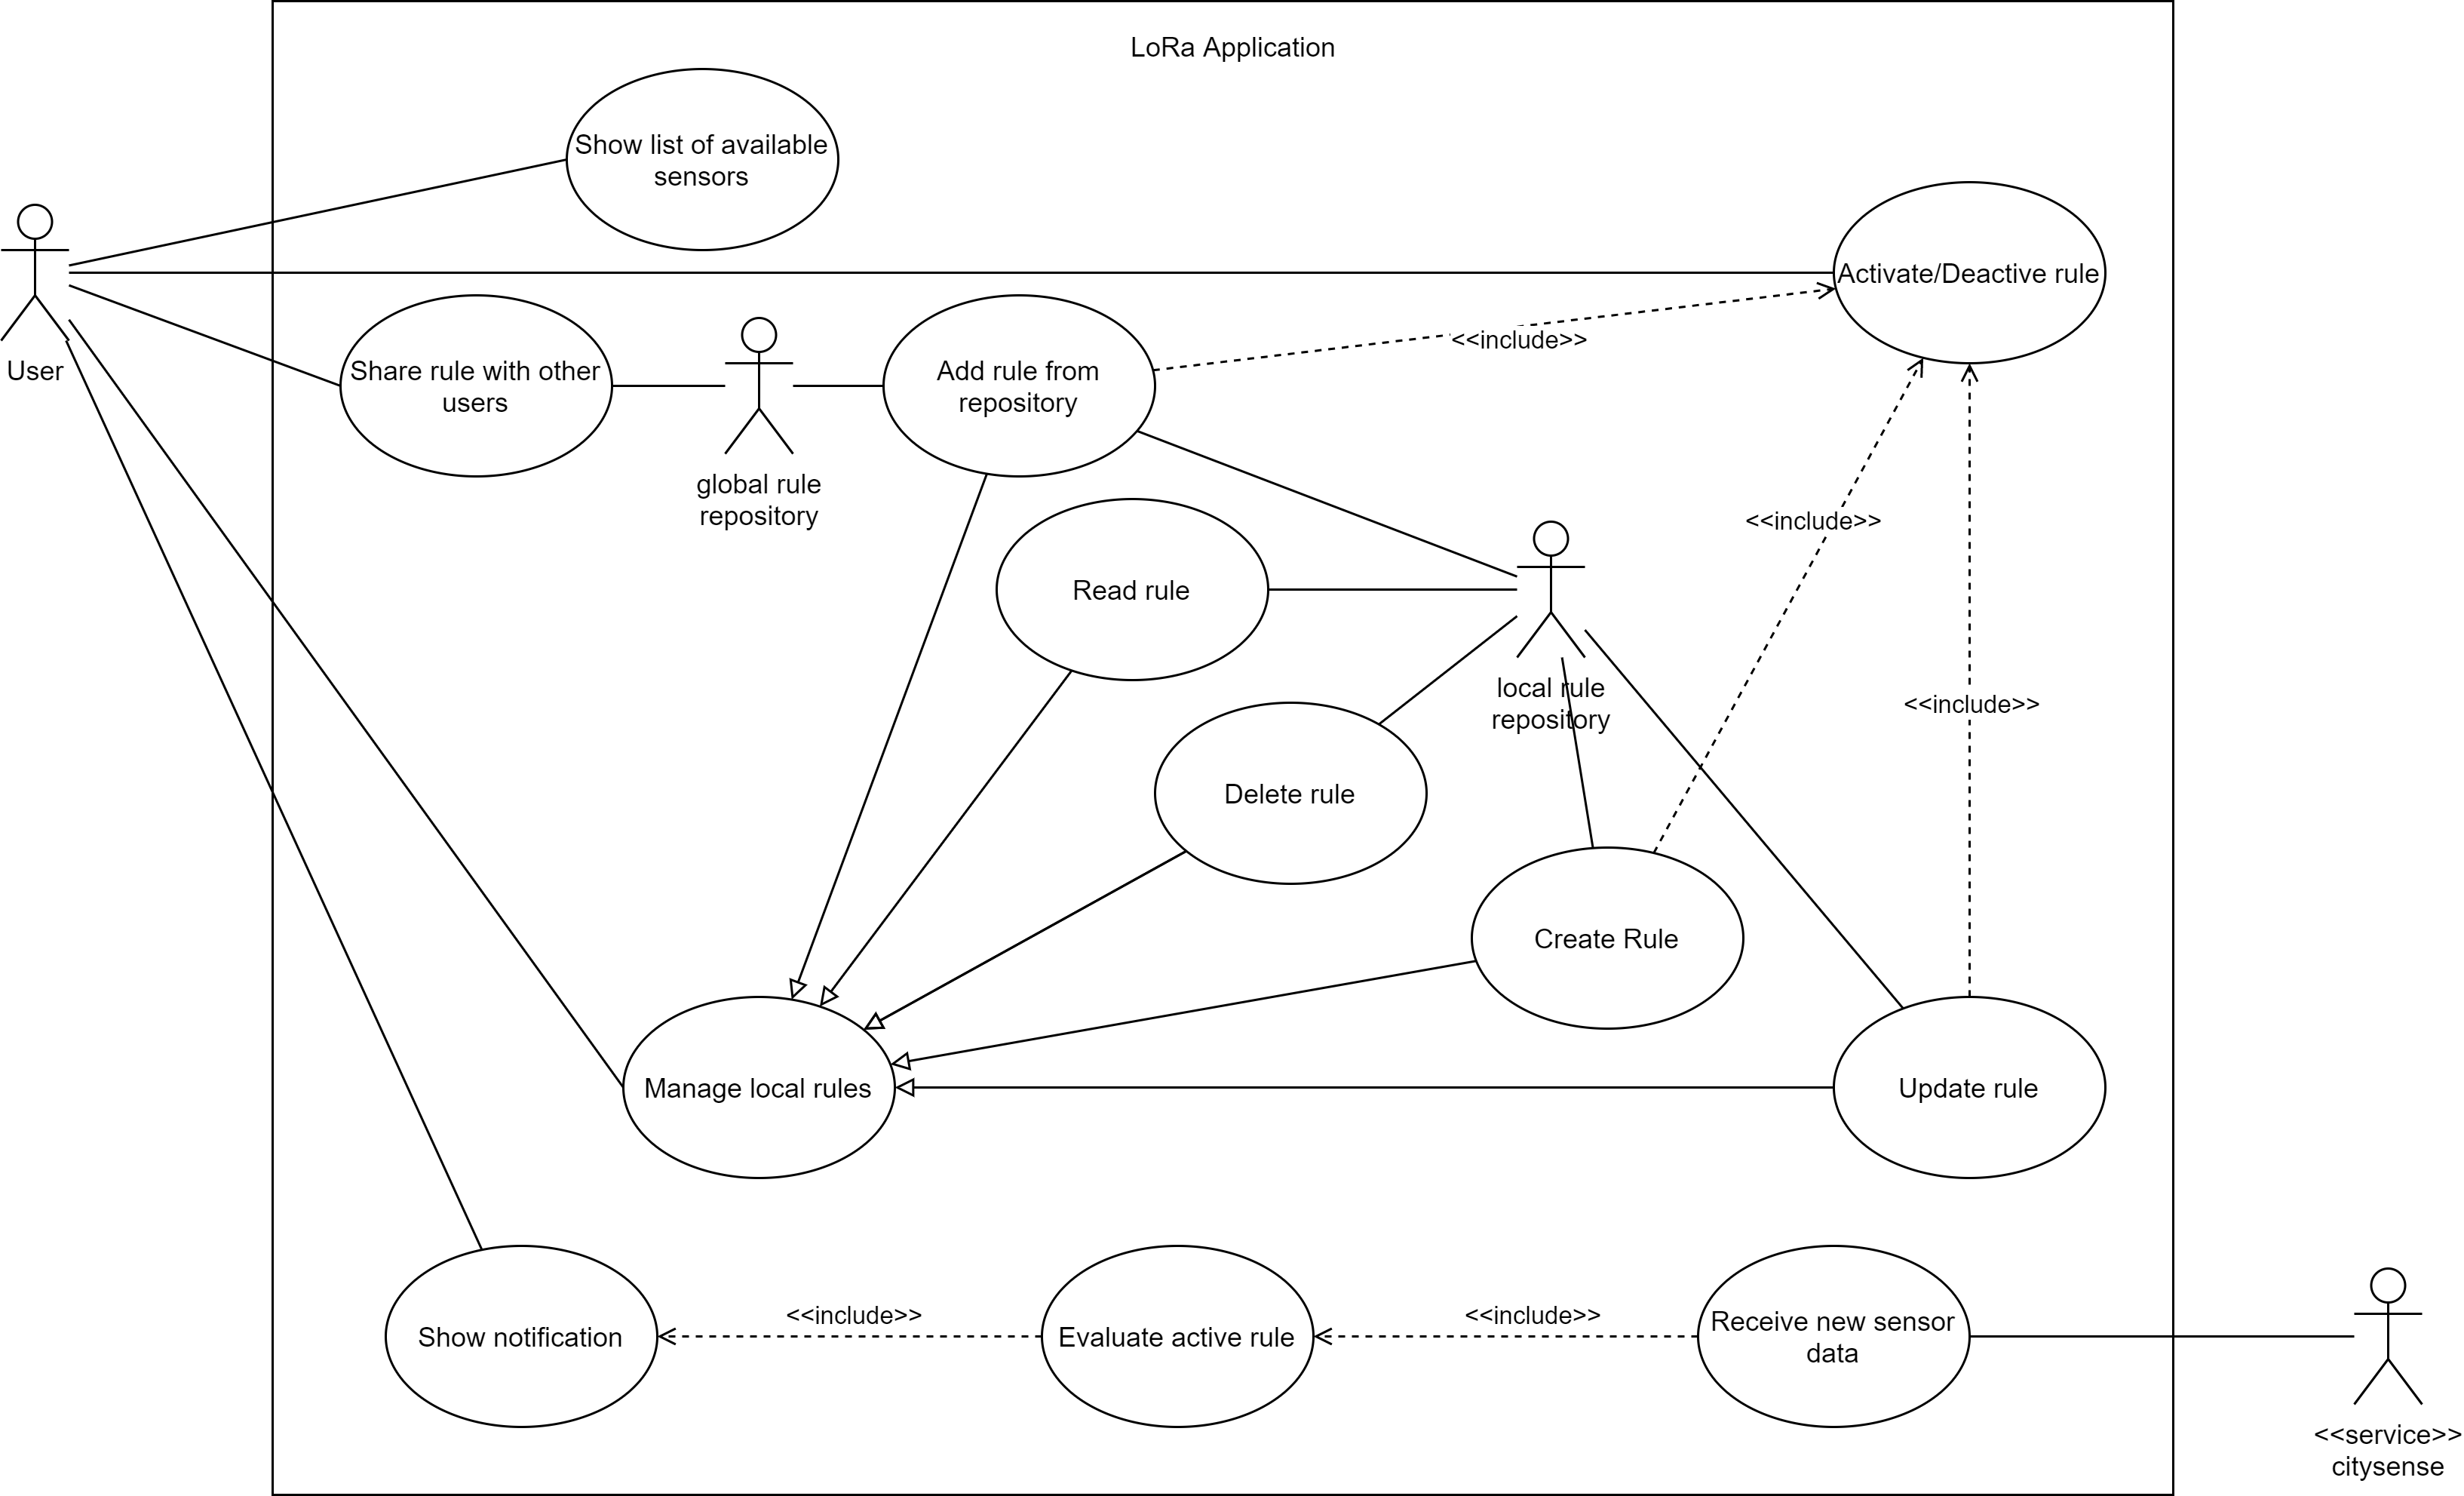 LoRa Application
Show list of available
sensors
Activate/Deactive rule
<<include>>
User
Share rule with other
users
Add rule from
repository
global rule
repository
<<include>>
Read rule
local rule
repository
<<include>>
Delete rule
Create Rule
Manage local rules
Update rule
<<include>>
<<include>>
Show notification
Evaluate active rule
Receive new sensor
data
<<service>>
citysense